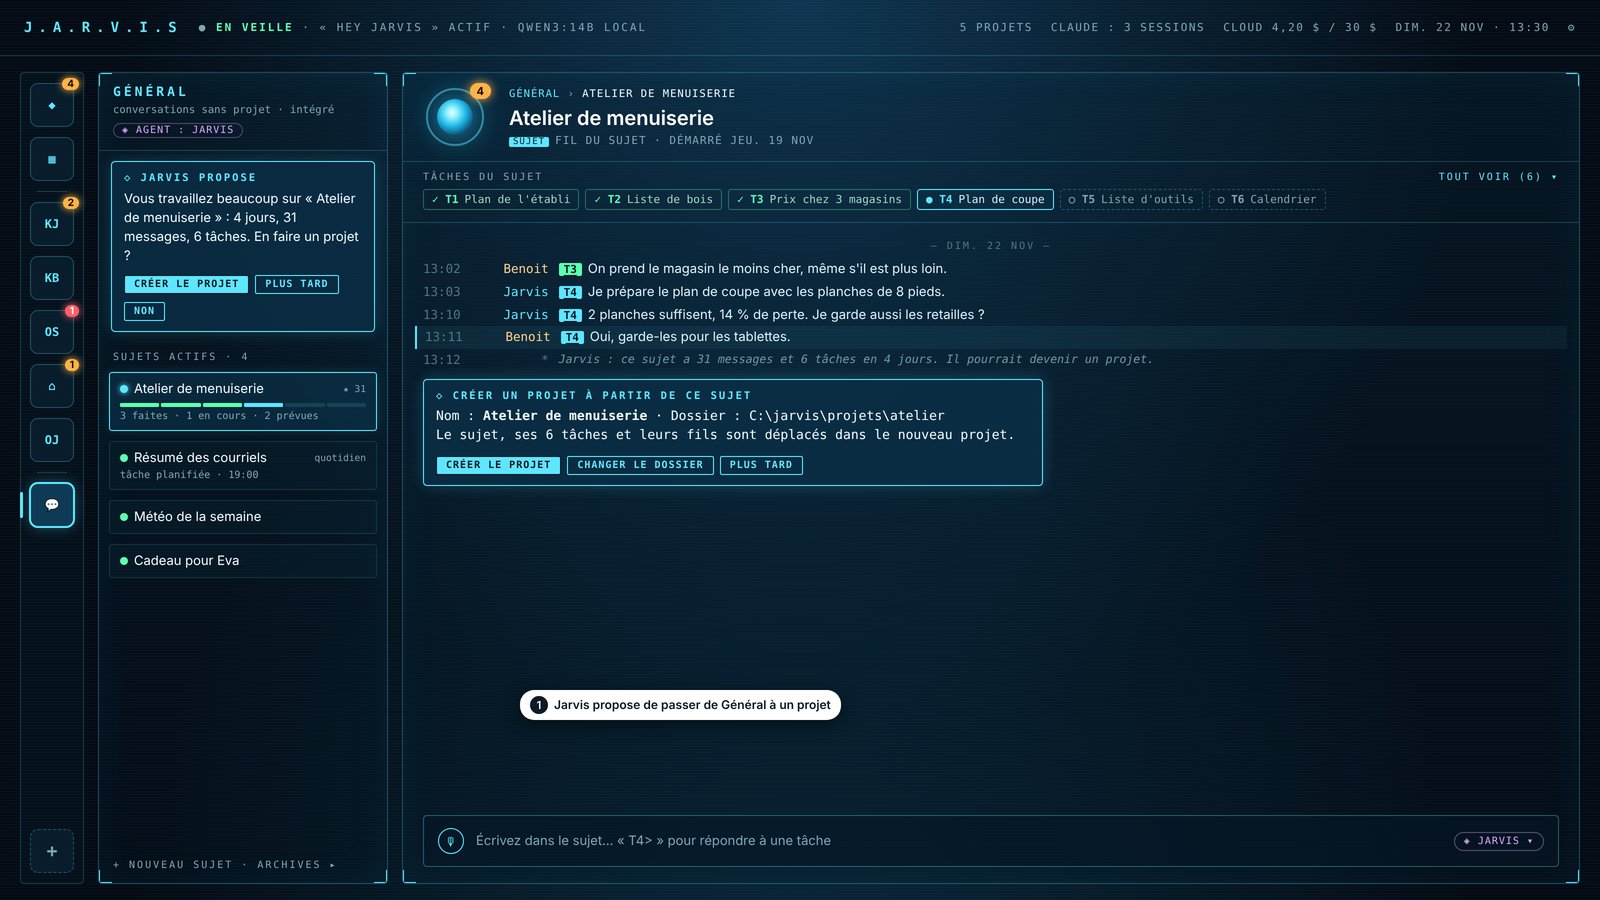 J.A.R.V.I.S ● EN VEILLE · « HEY JARVIS » ACTIF · QWEN3:14B LOCAL
5 PROJETS CLAUDE : 3 SESSIONS CLOUD 4,20 $ / 30 $ DIM. 22 NOV · 13:30 ⚙
4
2
KJ
KB
1
OS
1
OJ
+
GÉNÉRAL
conversations sans projet · intégré
◈ AGENT : JARVIS
◇ JARVIS PROPOSE
Vous travaillez beaucoup sur « Atelier
de menuiserie » : 4 jours, 31
messages, 6 tâches. En faire un projet
?
CRÉER LE PROJET PLUS TARD
NON
SUJETS ACTIFS · 4
Atelier de menuiserie ★ 31
3 faites · 1 en cours · 2 prévues
Résumé des courriels quotidien
tâche planifiée · 19:00
Météo de la semaine
Cadeau pour Eva
+ NOUVEAU SUJET · ARCHIVES ▸
4
GÉNÉRAL › ATELIER DE MENUISERIE
Atelier de menuiserie
SUJET FIL DU SUJET · DÉMARRÉ JEU. 19 NOV
TÂCHES DU SUJET TOUT VOIR (6) ▾
✓ T1 Plan de l'établi ✓ T2 Liste de bois ✓ T3 Prix chez 3 magasins ● T4 Plan de coupe ○ T5 Liste d'outils ○ T6 Calendrier
— DIM. 22 NOV —
13:02 Benoit T3 On prend le magasin le moins cher, même s'il est plus loin.
13:03 Jarvis T4 Je prépare le plan de coupe avec les planches de 8 pieds.
13:10 Jarvis T4 2 planches suffisent, 14 % de perte. Je garde aussi les retailles ?
13:11 Benoit T4 Oui, garde-les pour les tablettes.
13:12 * Jarvis : ce sujet a 31 messages et 6 tâches en 4 jours. Il pourrait devenir un projet.
◇ CRÉER UN PROJET À PARTIR DE CE SUJET
Nom : Atelier de menuiserie · Dossier : C:\jarvis\projets\atelier
Le sujet, ses 6 tâches et leurs fils sont déplacés dans le nouveau projet.
CRÉER LE PROJET CHANGER LE DOSSIER PLUS TARD
1 Jarvis propose de passer de Général à un projet
Écrivez dans le sujet... « T4> » pour répondre à une tâche
◈ JARVIS ▾